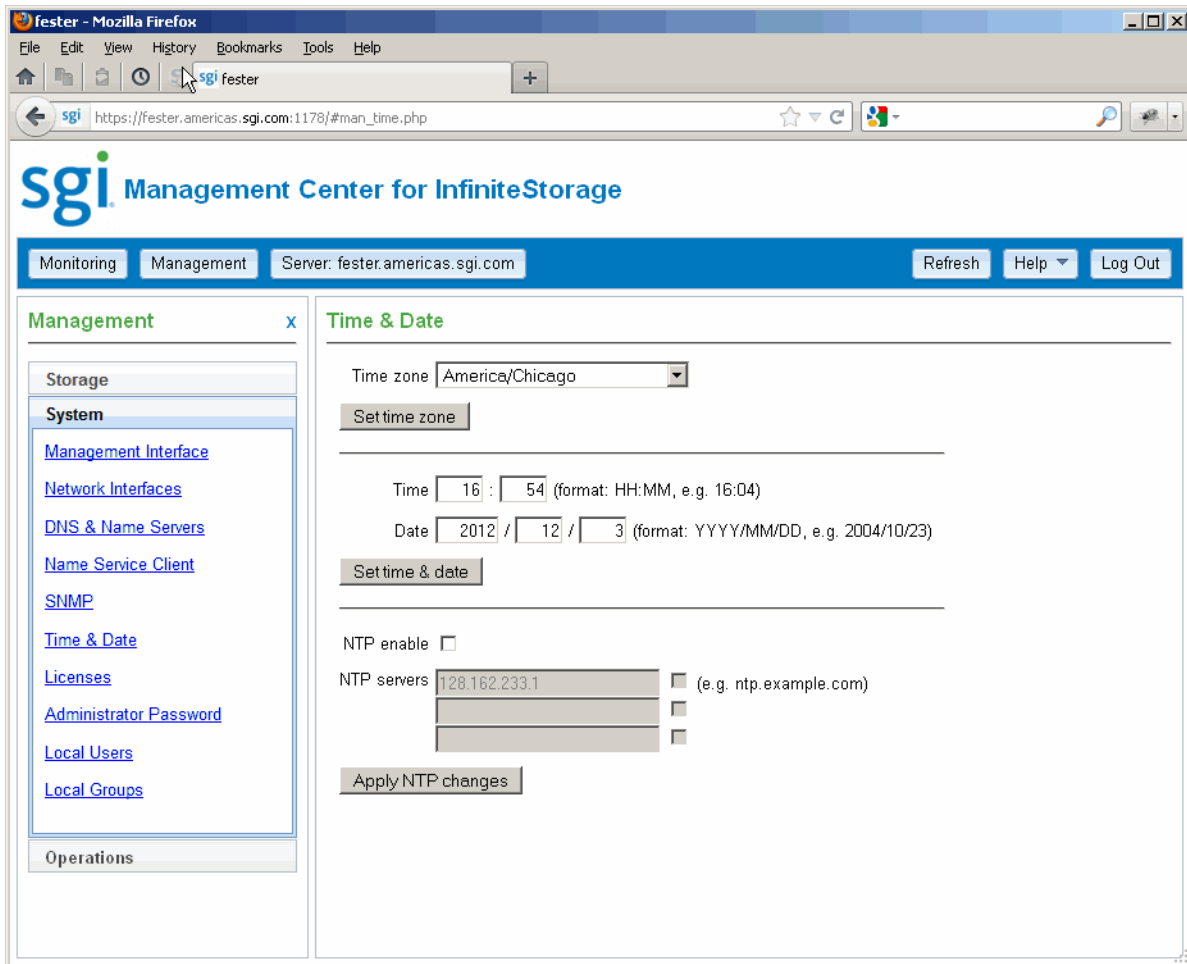 fester - Mozilla Firefox
File Edit View History Bookmarks Tools Help
sgi fester
sgi https://fester.americas.sgi.com:1178/#man_time.php
sgi Management Center for InfiniteStorage
Monitoring Management Server: fester.americas.sgi.com Refresh Help Log Out
Management x
Storage
System
Management Interface
Network Interfaces
DNS & Name Servers
Name Service Client
SNMP
Time & Date
Licenses
Administrator Password
Local Users
Local Groups
Operations
Time & Date
Time zone America/Chicago
Set time zone
Time 16 : 54 (format: HH:MM, e.g. 16:04)
Date 2012 / 12 / 3 (format: YYYY/MM/DD, e.g. 2004/10/23)
Set time & date
NTP enable
NTP servers 128.162.233.1 (e.g. ntp.example.com)
Apply NTP changes